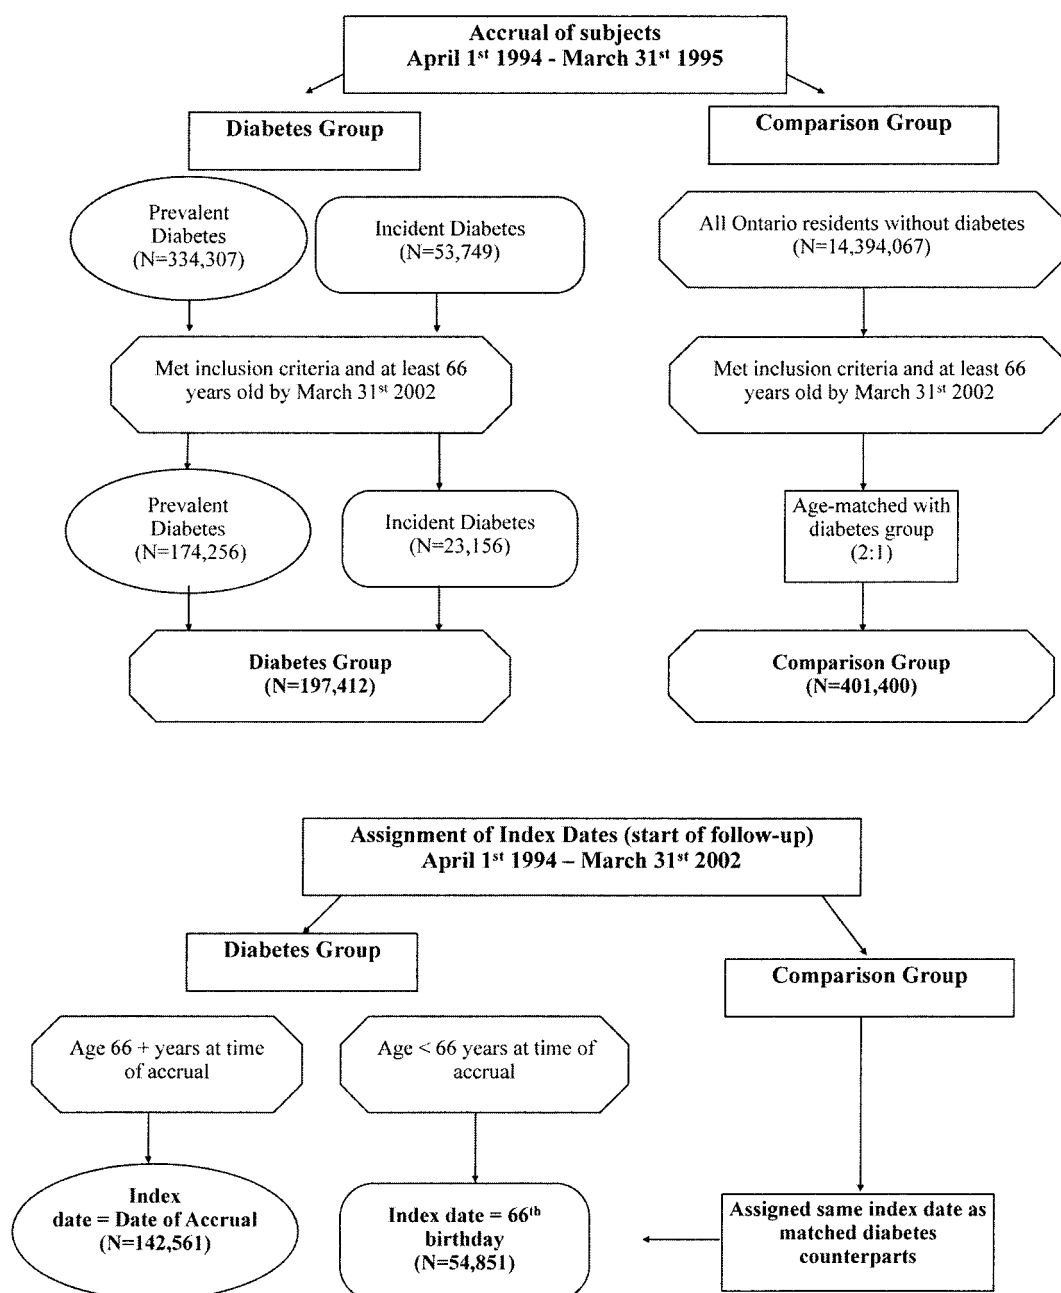 Accrual of subjects
April 1st 1994 - March 31st 1995
Diabetes Group
Comparison Group
Prevalent
Diabetes
(N=334,307)
Incident Diabetes
(N=53,749)
All Ontario residents without diabetes
(N=14,394,067)
Met inclusion criteria and at least 66
years old by March 31st 2002
Met inclusion criteria and at least 66
years old by March 31st 2002
Prevalent
Diabetes
(N=174,256)
Incident Diabetes
(N=23,156)
Age-matched with
diabetes group
(2:1)
Diabetes Group
(N=197,412)
Comparison Group
(N=401,400)
Assignment of Index Dates (start of follow-up)
April 1st 1994 – March 31st 2002
Diabetes Group
Comparison Group
Age 66 + years at time
of accrual
Age < 66 years at time of
accrual
Index
date = Date of Accrual
(N=142,561)
Index date = 66th
birthday
(N=54,851)
Assigned same index date as
matched diabetes
counterparts